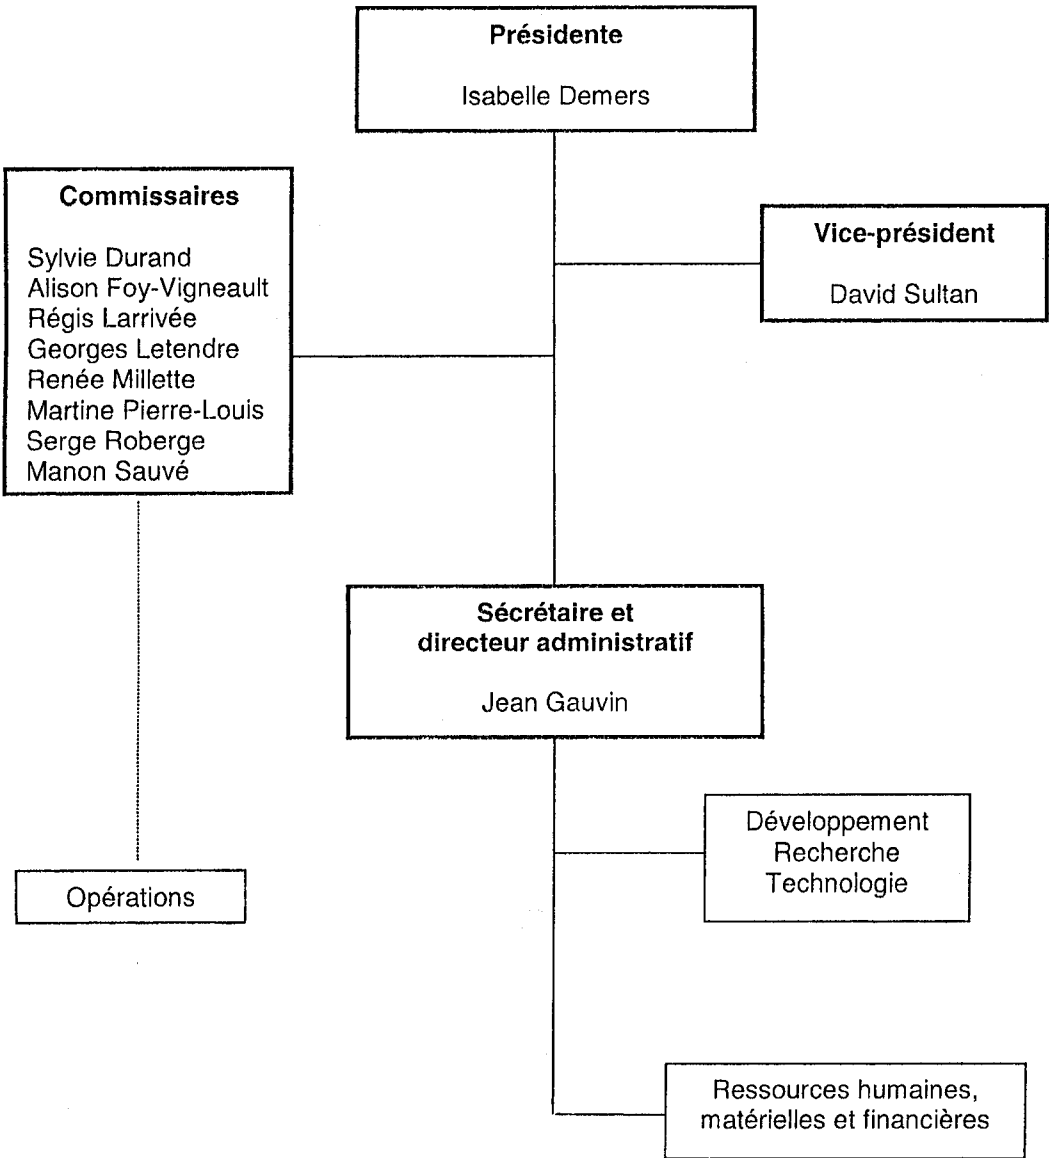 Présidente
Isabelle Demers
Commissaires
Sylvie Durand
Alison Foy-Vigneault
Régis Larrivée
Georges Letendre
Renée Millette
Martine Pierre-Louis
Serge Roberge
Manon Sauvé
Vice-président
David Sultan
Sécrétaire et
directeur administratif
Jean Gauvin
Développement
Recherche
Technologie
Opérations
Ressources humaines,
matérielles et financières